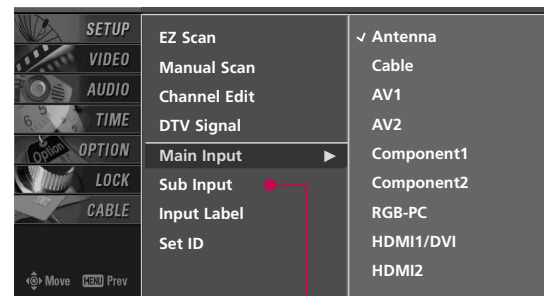 SETUP
VIDEO
AUDIO
TIME
OPTION
LOCK
CABLE
Move MENU Prev
EZ Scan
Manual Scan
Channel Edit
DTV Signal
Main Input ▶
Sub Input
Input Label
Set ID
✓ Antenna
Cable
AV1
AV2
Component1
Component2
RGB-PC
HDMI1/DVI
HDMI2